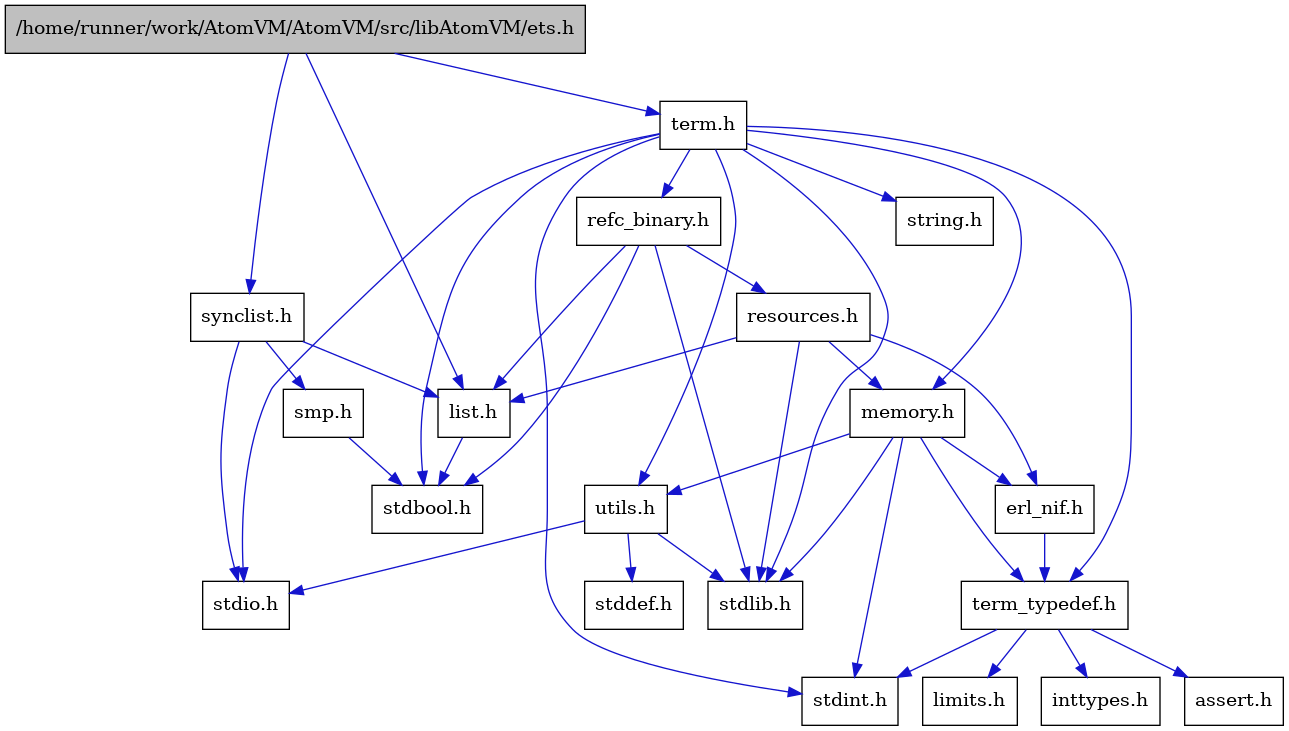 /home/runner/work/AtomVM/AtomVM/src/libAtomVM/ets.h
term.h
refc_binary.h
string.h
synclist.h
resources.h
smp.h
list.h
memory.h
stdbool.h
utils.h
erl_nif.h
stdio.h
stddef.h
stdlib.h
term_typedef.h
stdint.h
limits.h
inttypes.h
assert.h